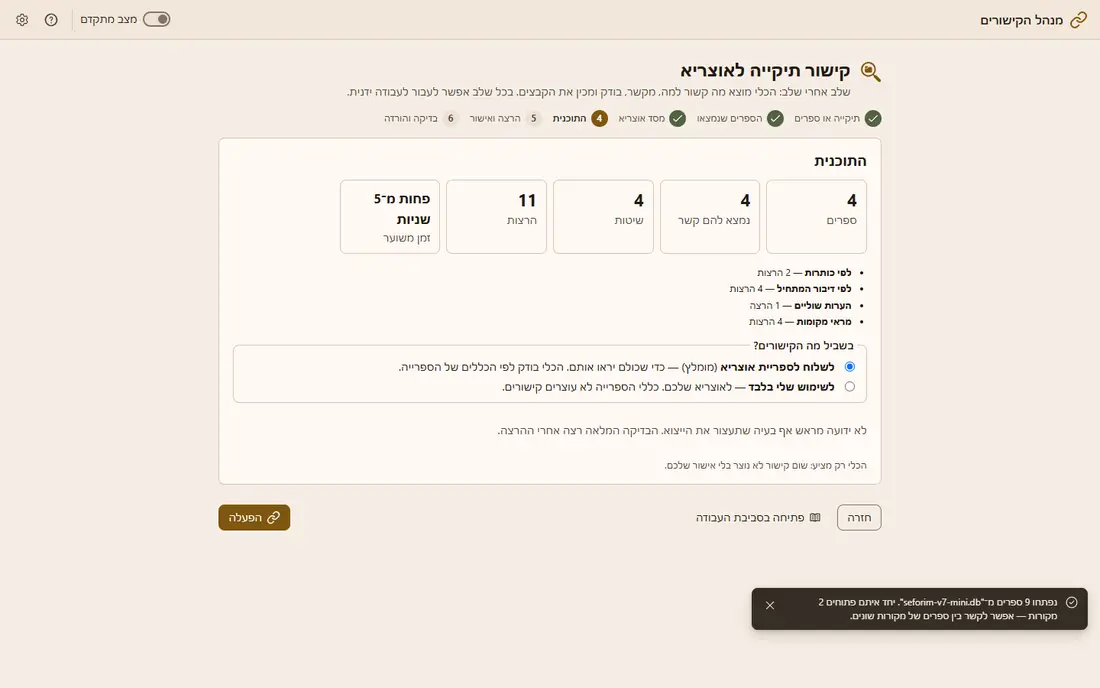 מנהל הקישורים
מצב מתקדם
קישור תיקייה לאוצריא
שלב אחרי שלב: הכלי מוצא מה קשור למה, מקשר, בודק ומכין את הקבצים. בכל שלב אפשר לעבור לעבודה ידנית.
תיקייה או ספרים
הספרים שנמצאו
מסד אוצריא
4 התוכנית
5 הרצה ואישור
6 בדיקה והורדה
התוכנית
4
ספרים
4
נמצא להם קשר
4
שיטות
11
הרצות
פחות מ־5
שניות
זמן משוער
• לפי כותרות — 2 הרצות
• לפי דיבור המתחיל — 4 הרצות
• הערות שוליים — 1 הרצה
• מראי מקומות — 4 הרצות
בשביל מה הקישורים?
לשלוח לספריית אוצריא (מומלץ) — כדי שכולם יראו אותם. הכלי בודק לפי הכללים של הספרייה.
לשימוש שלי בלבד — לאוצריא שלכם. כללי הספרייה לא עוצרים קישורים.
לא ידועה מראש אף בעיה שתעצור את הייצוא. הבדיקה המלאה רצה אחרי ההרצה.
הכלי רק מציע: שום קישור לא נוצר בלי אישור שלכם.
חזרה
פתיחה בסביבת העבודה
הפעלה
נפתחו 9 ספרים מ־"seforim-v7-mini.db". יחד איתם פתוחים 2
מקורות — אפשר לקשר בין ספרים של מקורות שונים.